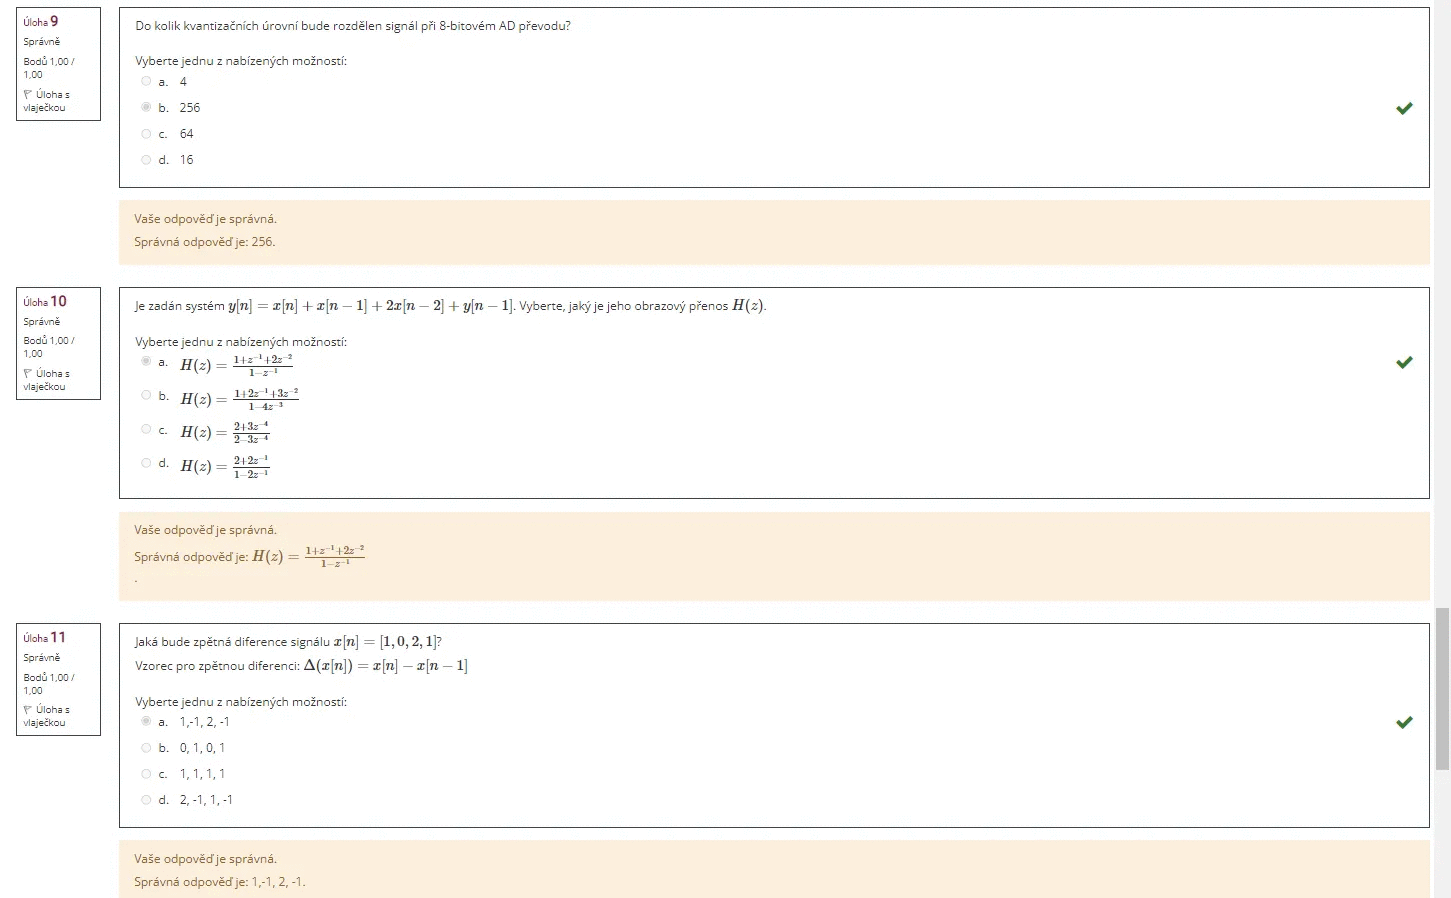 Úloha 9
Správně
Bodů 1,00 /
1,00
Úloha s
vlaječkou
Do kolik kvantizačních úrovní bude rozdělen signál při 8-bitovém AD převodu?
Vyberte jednu z nabízených možností:
a. 4
b. 256
c. 64
d. 16
Vaše odpověď je správná.
Správná odpověď je: 256.
Úloha 10
Správně
Bodů 1,00 /
1,00
Úloha s
vlaječkou
Je zadán systém y[n] = x[n] + x[n − 1] + 2x[n − 2] + y[n − 1]. Vyberte, jaký je jeho obrazový přenos H(z).
Vyberte jednu z nabízených možností:
a. H(z) = \frac{1+z^{-1}+2z^{-2}}{1-z^{-1}}
b. H(z) = \frac{1+2z^{-1}+3z^{-2}}{1-4z^{-3}}
c. H(z) = \frac{2+3z^{-4}}{2-3z^{-4}}
d. H(z) = \frac{2+2z^{-1}}{1-2z^{-1}}
Vaše odpověď je správná.
Správná odpověď je: H(z) = \frac{1+z^{-1}+2z^{-2}}{1-z^{-1}}
.
Úloha 11
Správně
Bodů 1,00 /
1,00
Úloha s
vlaječkou
Jaká bude zpětná diference signálu x[n] = [1, 0, 2, 1]?
Vzorec pro zpětnou diferenci: Δ(x[n]) = x[n] − x[n − 1]
Vyberte jednu z nabízených možností:
a. 1,-1, 2, -1
b. 0, 1, 0, 1
c. 1, 1, 1, 1
d. 2, -1, 1, -1
Vaše odpověď je správná.
Správná odpověď je: 1,-1, 2, -1.